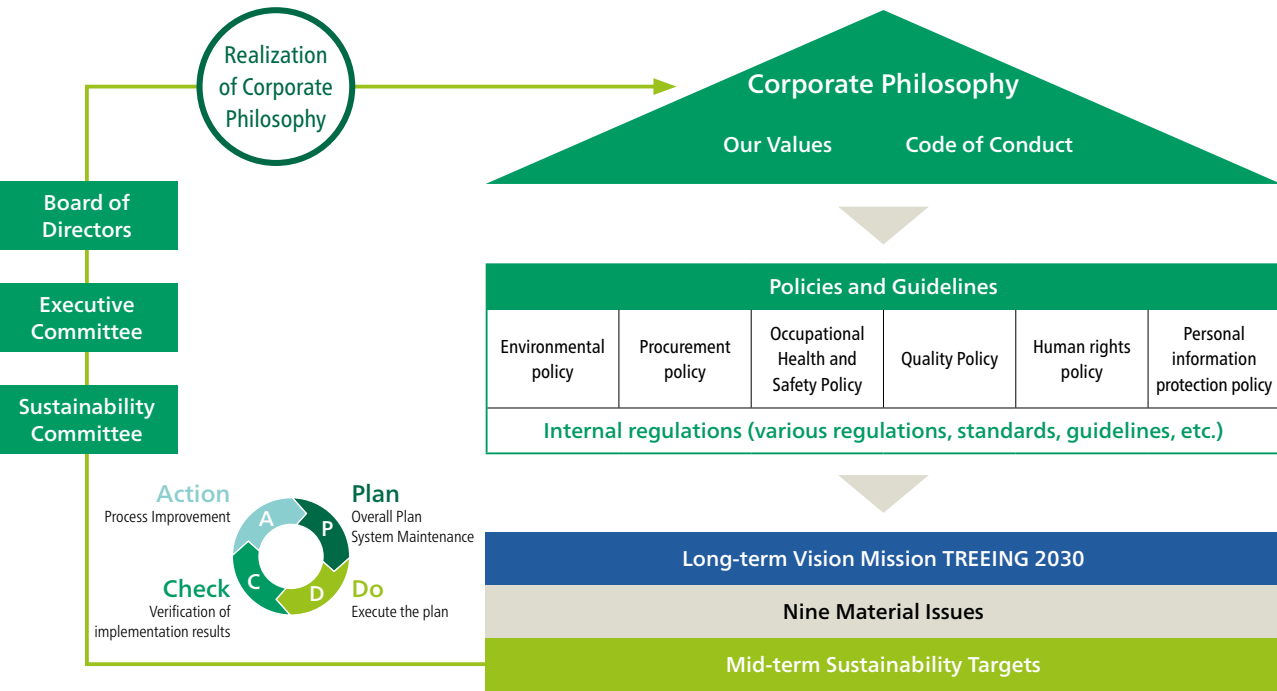 Realization
of Corporate
Philosophy
Corporate Philosophy
Our Values
Code of Conduct
Board of
Directors
Executive
Committee
Sustainability
Committee
Policies and Guidelines
Environmental
policy
Procurement
policy
Occupational
Health and
Safety Policy
Quality Policy
Human rights
policy
Personal
information
protection policy
Internal regulations (various regulations, standards, guidelines, etc.)
Action
Process Improvement
Plan
Overall Plan
System Maintenance
A
P
C
D
Check
Verification of
implementation results
Do
Execute the plan
Long-term Vision Mission TREEING 2030
Nine Material Issues
Mid-term Sustainability Targets